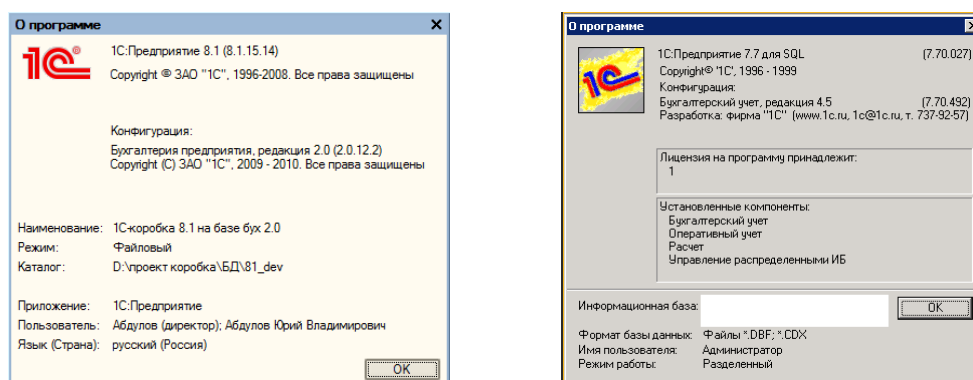 О программе
1С®
1С:Предприятие 8.1 (8.1.15.14)
Copyright © ЗАО "1С", 1996-2008. Все права защищены
Конфигурация:
Бухгалтерия предприятия, редакция 2.0 (2.0.12.2)
Copyright (С) ЗАО "1С", 2009 - 2010. Все права защищены
Наименование: 1С-коробка 8.1 на базе бух 2.0
Режим: Файловый
Каталог: D:\проект коробка\БД\81_dev
Приложение: 1С:Предприятие
Пользователь: Абдулов (директор); Абдулов Юрий Владимирович
Язык (Страна): русский (Россия)
OK
О программе
1С
1С:Предприятие 7.7 для SQL (7.70.027)
Copyright© '1C', 1996 - 1999
Конфигурация:
Бухгалтерский учет, редакция 4.5 (7.70.492)
Разработка: фирма "1С" (www.1c.ru, 1c@1c.ru, т. 737-92-57)
Лицензия на программу принадлежит:
1
Установленные компоненты:
Бухгалтерский учет
Оперативный учет
Расчет
Управление распределенными ИБ
Информационная база:
OK
Формат базы данных: Файлы *.DBF; *.CDX
Имя пользователя: Администратор
Режим работы: Разделенный